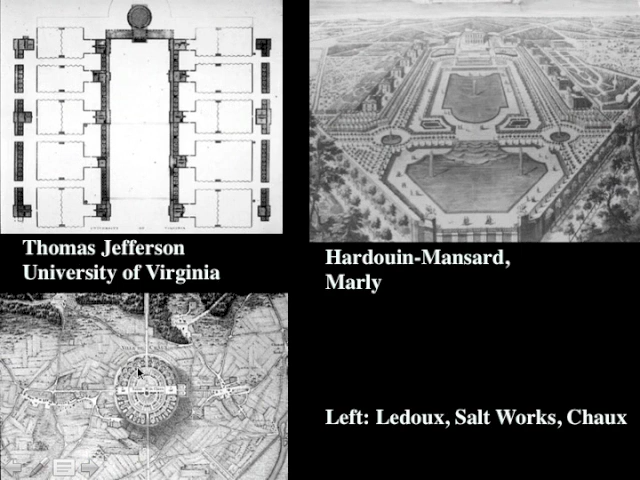 Thomas Jefferson
University of Virginia
Hardouin-Mansard,
Marly
Left: Ledoux, Salt Works, Chaux